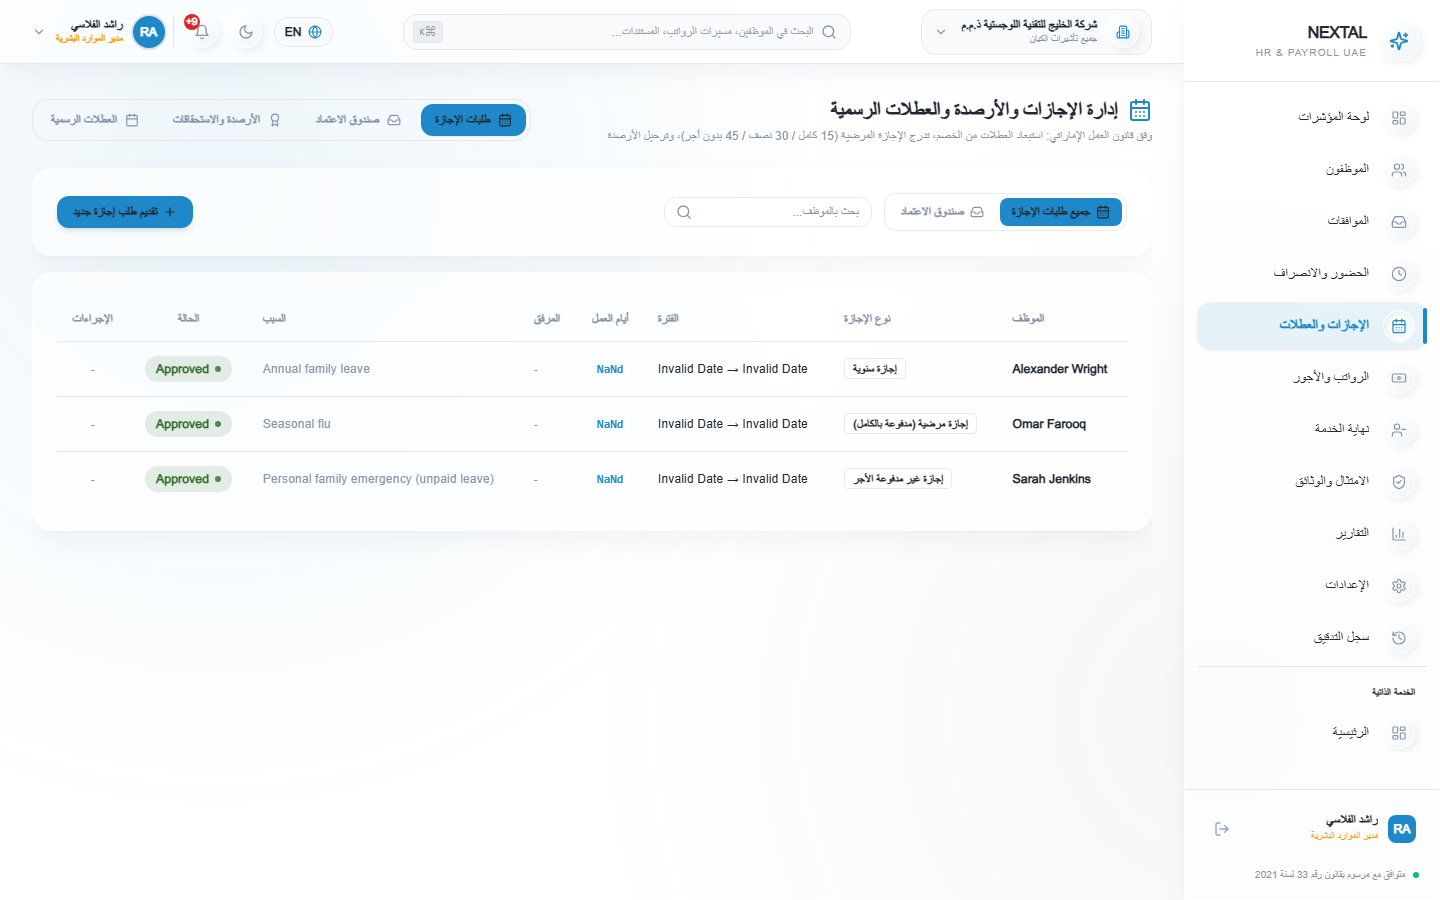 NEXTAL
HR & PAYROLL UAE
لوحة المؤشرات
الموظفون
الموافقات
الحضور والانصراف
الإجازات والعطلات
الرواتب والأجور
نهاية الخدمة
الامتثال والوثائق
التقارير
الإعدادات
سجل التدقيق
الخدمة الذاتية
الرئيسية
RA
راشد الفلاسي
مدير الموارد البشرية
متوافق مع مرسوم بقانون رقم 33 لسنة 2021
شركة الخليج للتقنية اللوجستية ذ.م.م
جميع تأشيرات الكيان
البحث في الموظفين، مسيرات الرواتب، المستندات...
⌘K
EN
9+
RA
راشد الفلاسي
مدير الموارد البشرية
إدارة الإجازات والأرصدة والعطلات الرسمية
وفق قانون العمل الإماراتي: استبعاد العطلات من الخصم، تدرج الإجازة المرضية (15 كامل / 30 نصف / 45 بدون أجر)، وترحيل الأرصدة
طلبات الإجازة
صندوق الاعتماد
الأرصدة والاستحقاقات
العطلات الرسمية
جميع طلبات الإجازة
صندوق الاعتماد
بحث بالموظف...
تقديم طلب إجازة جديد
الموظف نوع الإجازة الفترة أيام العمل المرفق السبب الحالة الإجراءات
Alexander Wright إجازة سنوية Invalid Date → Invalid Date NaNd - Annual family leave Approved -
Omar Farooq إجازة مرضية (مدفوعة بالكامل) Invalid Date → Invalid Date NaNd - Seasonal flu Approved -
Sarah Jenkins إجازة غير مدفوعة الأجر Invalid Date → Invalid Date NaNd - Personal family emergency (unpaid leave) Approved -